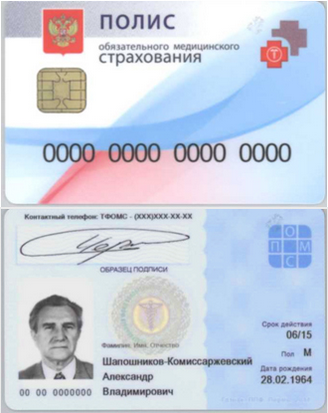 ПОЛИС
обязательного медицинского
страхования
0000 0000 0000 0000
Контактный телефон: ТФОМС - (XXX)XXX-XX-XX
ОБРАЗЕЦ ПОДПИСИ
П О
М С
Срок действия
06/15
Фамилия, Имя, Отчество
Пол М
Шапошников-Комиссаржевский
Дата рождения
Александр
28.02.1964
00 00 0000000
Владимирович